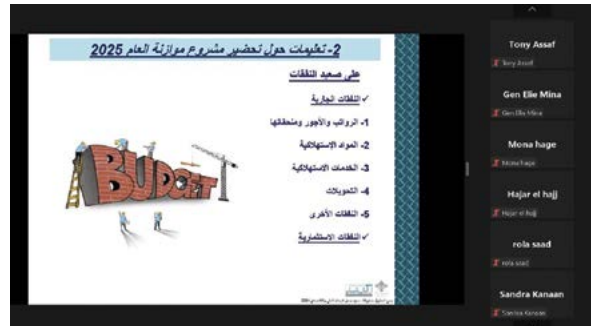 2- تعليمات حول تحضير مشروع موازنة العام 2025
على صعيد النفقات
✓ النفقات الجارية
1- الرواتب والأجور وملحقاتها
2- المواد الإستهلاكية
3- الخدمات الاستهلاكية
4- التحويلات
5- النفقات الأخرى
✓ النفقات الاستثمارية
BUDGET
Tony Assaf
Tony Assaf
Gen Elie Mina
Gen Elie Mina
Mona hage
Mona hage
Hajar el hajj
Hajar el hajj
rola saad
rola saad
Sandra Kanaan
Sandra Kanaan